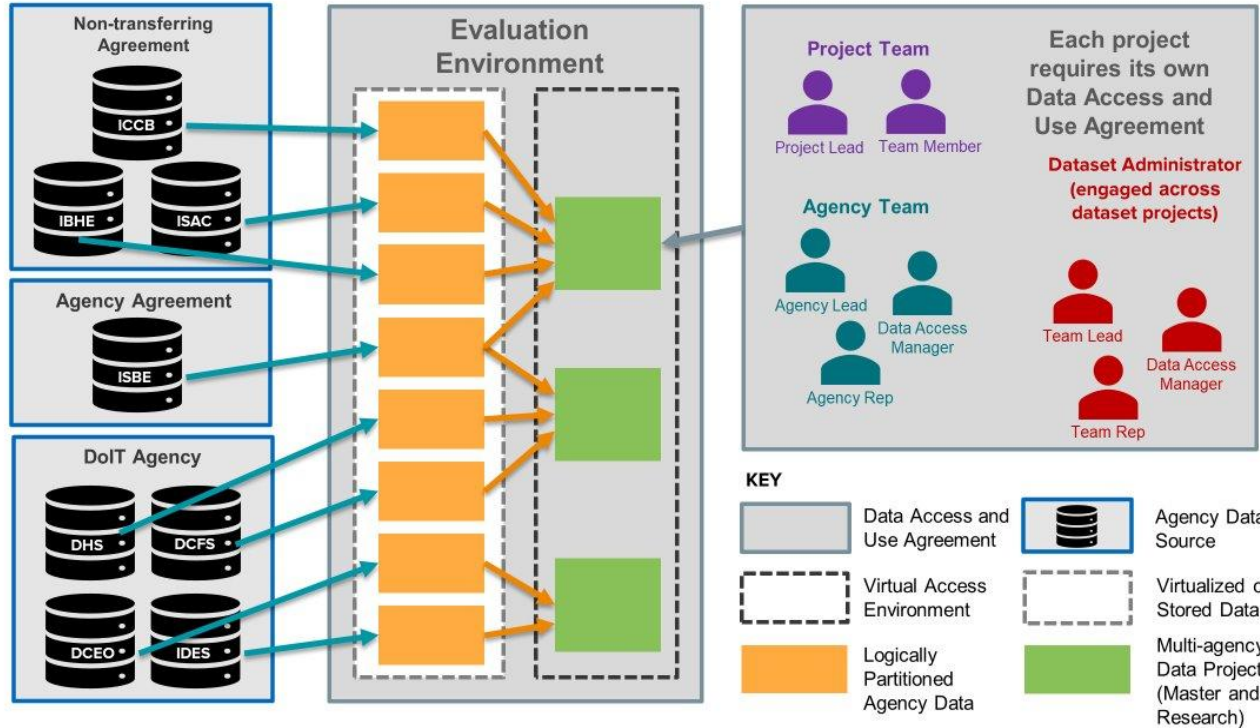 Non-transferring
Agreement
ICCB
IBHE
ISAC
Agency Agreement
ISBE
DoIT Agency
DHS
DCFS
DCEO
IDES
Evaluation
Environment
Project Team
Project Lead
Team Member
Agency Team
Agency Lead
Data Access
Manager
Agency Rep
Each project
requires its own
Data Access and
Use Agreement
Dataset Administrator
(engaged across
dataset projects)
Team Lead
Data Access
Manager
Team Rep
KEY
Data Access and
Use Agreement
Agency Data
Source
Virtual Access
Environment
Virtualized
Stored Data
Logically
Partitioned
Agency Data
Multi-agency
Data Project
(Master and
Research)